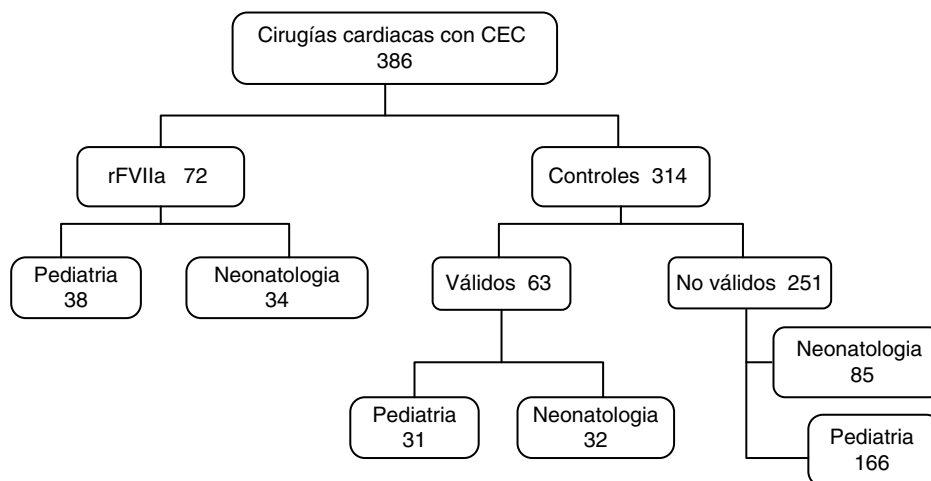 Cirugías cardiacas con CEC
386
rFVIIa 72
Controles 314
Pediatria
38
Neonatologia
34
Válidos 63
No válidos 251
Neonatologia
85
Pediatria
31
Neonatologia
32
Pediatria
166